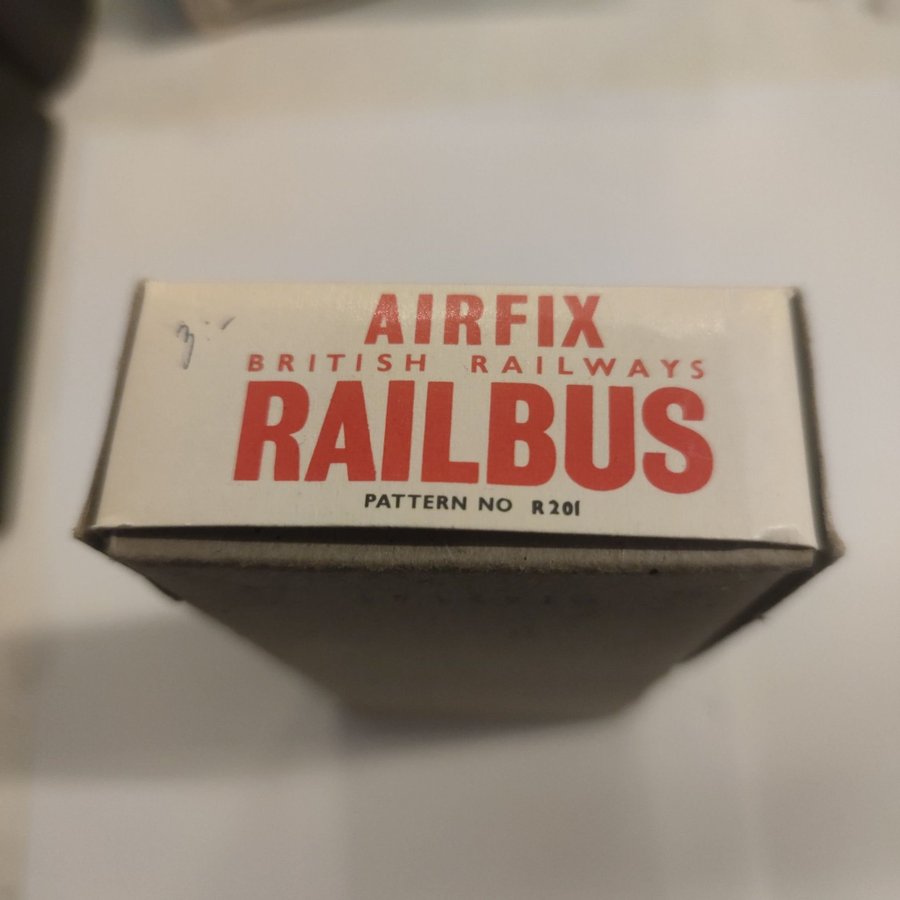 AIRFIX
BRITISH RAILWAYS
RAILBUS
PATTERN NO R201